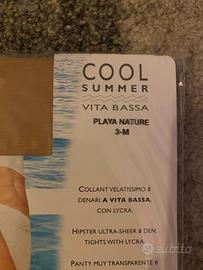 COOL
SUMMER
VITA BASSA
PLAYA NATURE
3-M
COLLANT VELATISSIMO 8
DENARI A VITA BASSA,
CON LYCRA.
HIPSTER ULTRA-SHEER 8 DEN.
TIGHTS WITH LYCRA.
PANTY MUY TRANSPARENTE 8
subito